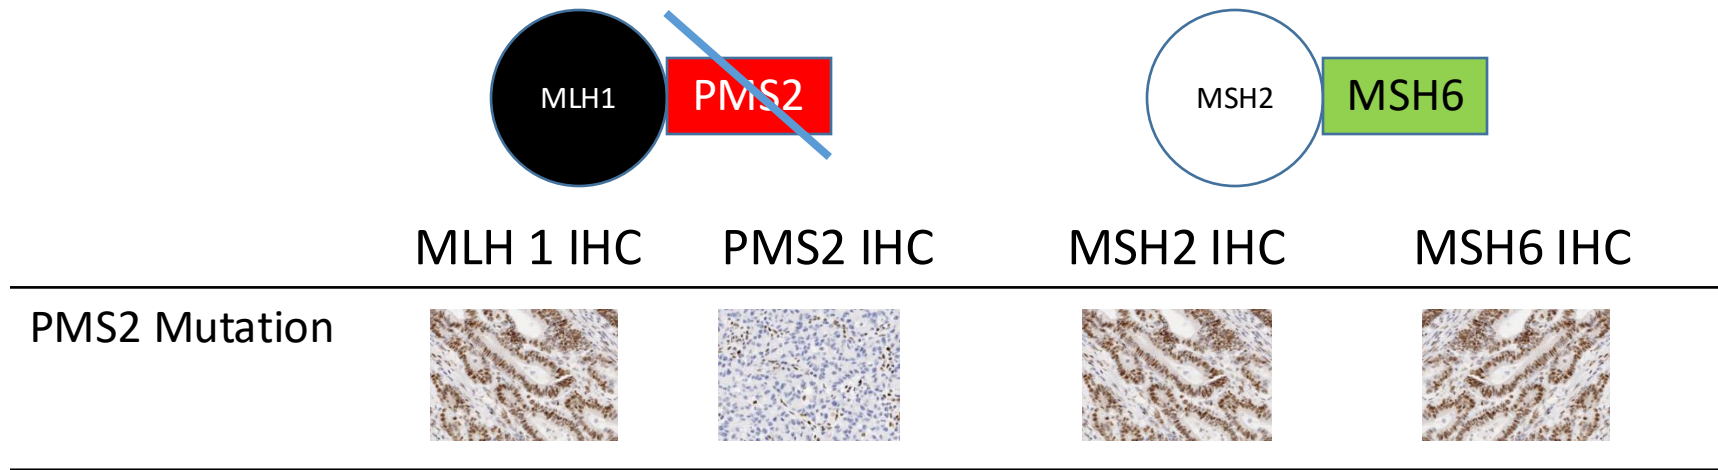 MLH1
PMS2
MSH2
MSH6
MLH 1 IHC
PMS2 IHC
MSH2 IHC
MSH6 IHC
PMS2 Mutation